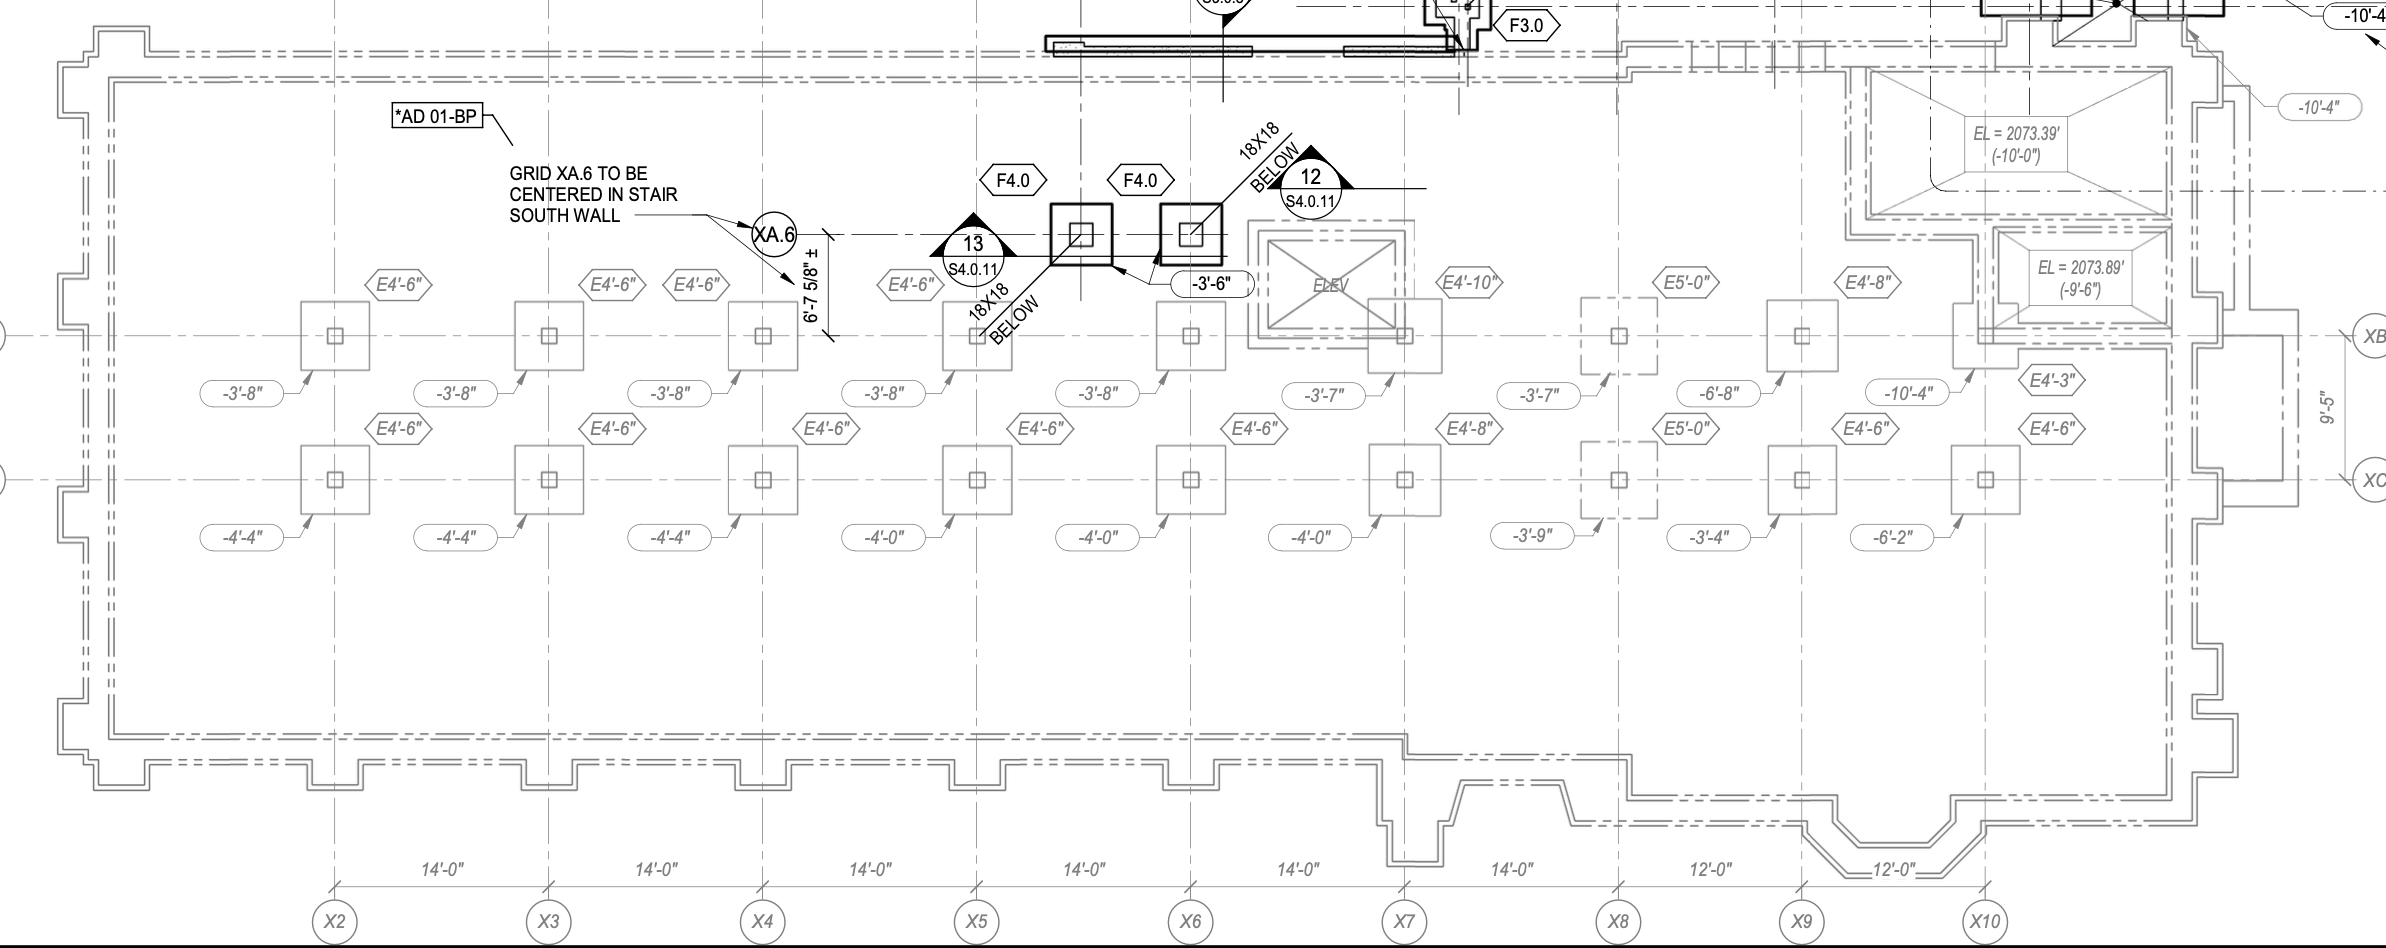 F3.0
-10'-4"
*AD 01-BP
GRID XA.6 TO BE
CENTERED IN STAIR
SOUTH WALL
XA.6
6'-7 5/8" ±
F4.0
F4.0
18X18
BELOW
12
S4.0.11
13
S4.0.11
18X18
BELOW
-3'-6"
ELEV
EL = 2073.39'
(-10'-0")
EL = 2073.89'
(-9'-6")
E4'-6"
E4'-6"
E4'-6"
E4'-6"
E4'-10"
E5'-0"
E4'-8"
XB
-3'-8"
-3'-8"
-3'-8"
-3'-8"
-3'-8"
-3'-7"
-3'-7"
-6'-8"
-10'-4"
E4'-3"
9'-5"
E4'-6"
E4'-6"
E4'-6"
E4'-6"
E4'-6"
E4'-8"
E5'-0"
E4'-6"
E4'-6"
XC
-4'-4"
-4'-4"
-4'-4"
-4'-0"
-4'-0"
-4'-0"
-3'-9"
-3'-4"
-6'-2"
14'-0"
14'-0"
14'-0"
14'-0"
14'-0"
14'-0"
12'-0"
12'-0"
X2
X3
X4
X5
X6
X7
X8
X9
X10